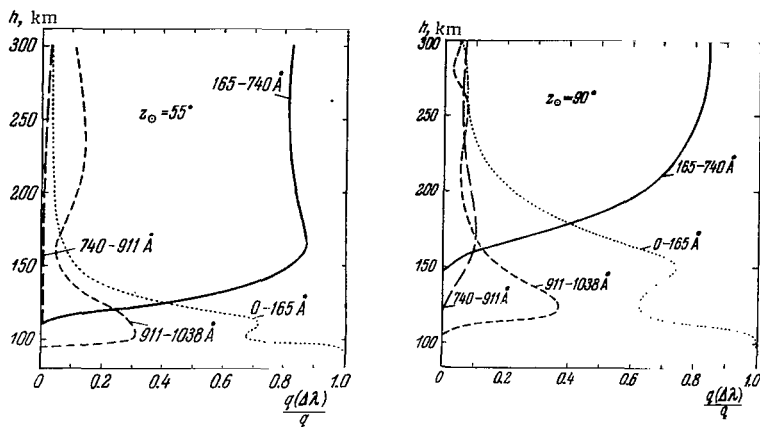 h, km
300
250
200
150
100
z⊙ = 55°
165–740 Å
740–911 Å
0–165 Å
911–1038 Å
0 0.2 0.4 0.6 0.8 1.0
q(Δλ)
q
h, km
300
250
200
150
100
z⊙ = 90°
165–740 Å
0–165 Å
911–1038 Å
740–911 Å
0 0.2 0.4 0.6 0.8 1.0
q(Δλ)
q